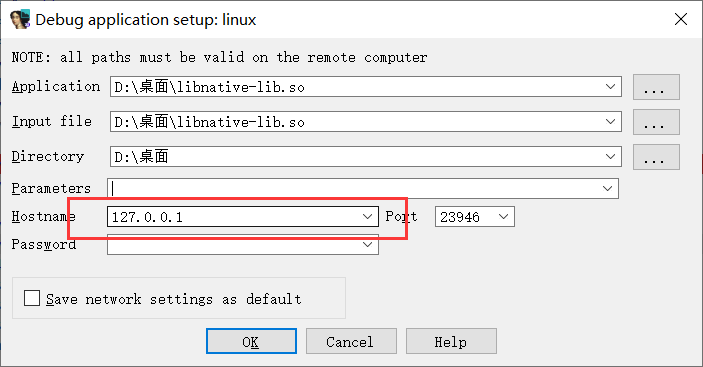 Debug application setup: linux
NOTE: all paths must be valid on the remote computer
Application D:\桌面\libnative-lib.so ...
Input file D:\桌面\libnative-lib.so ...
Directory D:\桌面 ...
Parameters
Hostname 127.0.0.1 Port 23946
Password
Save network settings as default
OK Cancel Help